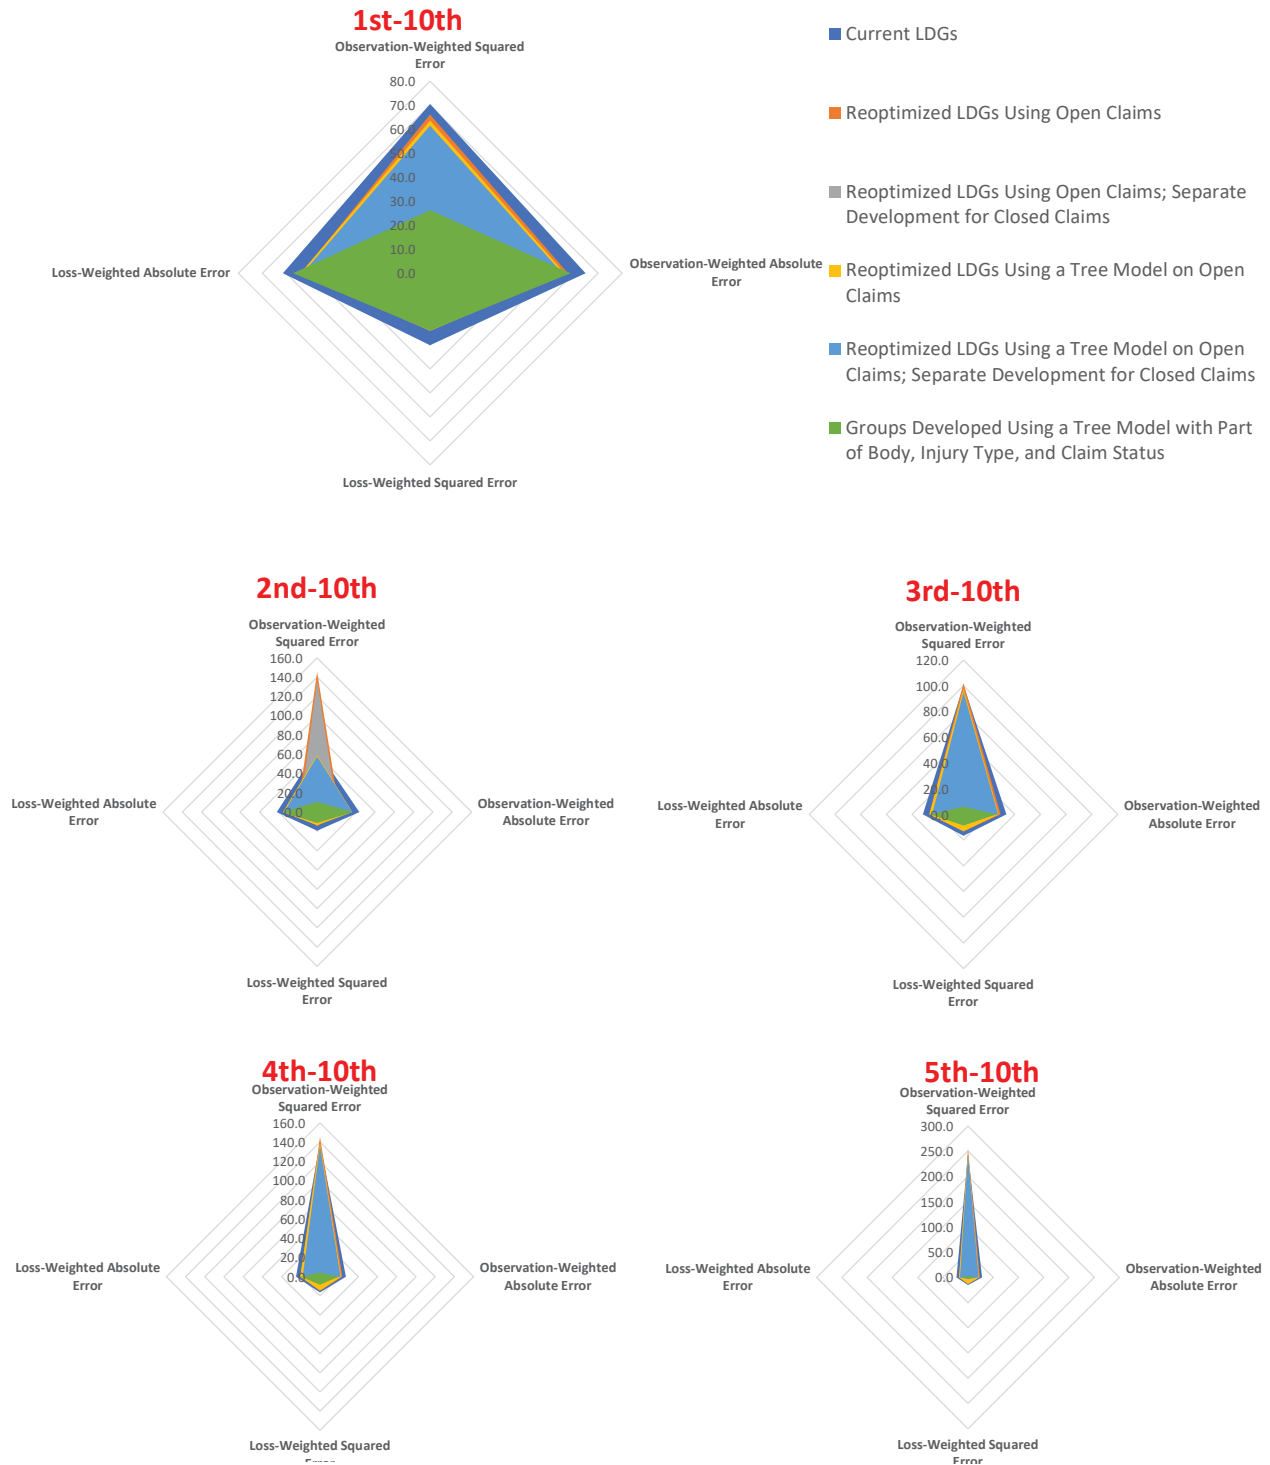 1st-10th
Observation-Weighted Squared
Error
80.0
70.0
60.0
50.0
40.0
30.0
20.0
10.0
0.0
Loss-Weighted Absolute Error
Observation-Weighted Absolute
Error
Loss-Weighted Squared Error
Current LDGs
Reoptimized LDGs Using Open Claims
Reoptimized LDGs Using Open Claims; Separate
Development for Closed Claims
Reoptimized LDGs Using a Tree Model on Open
Claims
Reoptimized LDGs Using a Tree Model on Open
Claims; Separate Development for Closed Claims
Groups Developed Using a Tree Model with Part
of Body, Injury Type, and Claim Status
2nd-10th
Observation-Weighted
Squared Error
160.0
140.0
120.0
100.0
80.0
60.0
40.0
20.0
0.0
Loss-Weighted Absolute
Error
Observation-Weighted
Absolute Error
Loss-Weighted Squared
Error
3rd-10th
Observation-Weighted
Squared Error
120.0
100.0
80.0
60.0
40.0
20.0
0.0
Loss-Weighted Absolute
Error
Observation-Weighted
Absolute Error
Loss-Weighted Squared
Error
4th-10th
Observation-Weighted
Squared Error
160.0
140.0
120.0
100.0
80.0
60.0
40.0
20.0
0.0
Loss-Weighted Absolute
Error
Observation-Weighted
Absolute Error
Loss-Weighted Squared
Error
5th-10th
Observation-Weighted
Squared Error
300.0
250.0
200.0
150.0
100.0
50.0
0.0
Loss-Weighted Absolute
Error
Observation-Weighted
Absolute Error
Loss-Weighted Squared
Error